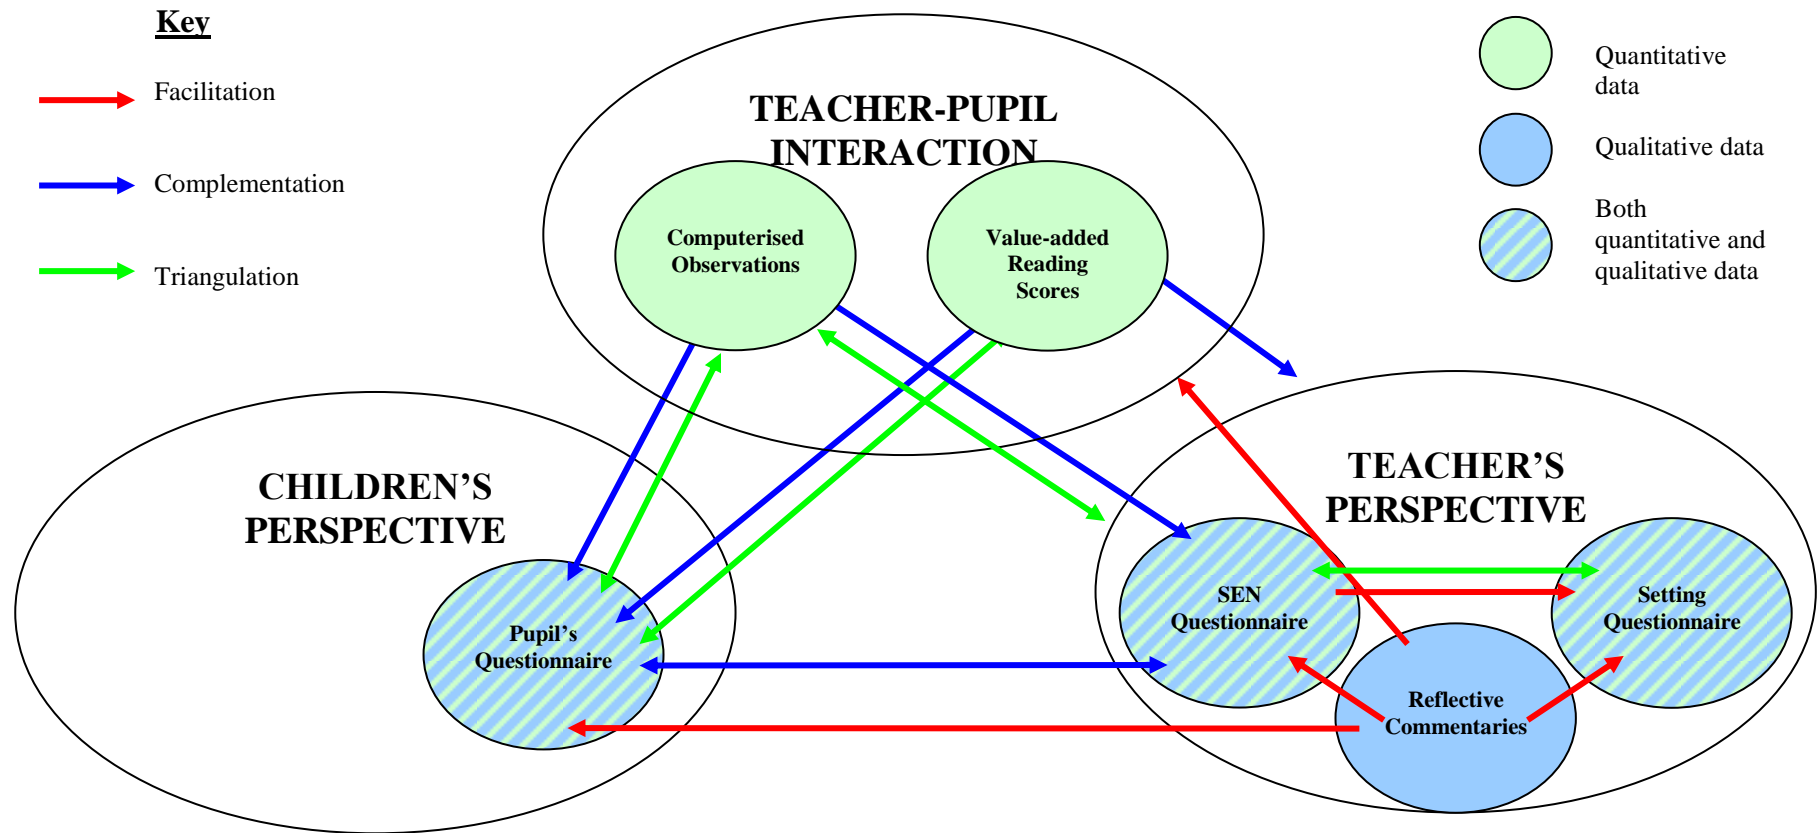 Key
Facilitation
Complementation
Triangulation
Quantitative
data
Qualitative data
Both
quantitative and
qualitative data
TEACHER-PUPIL
INTERACTION
Computerised
Observations
Value-added
Reading
Scores
CHILDREN’S
PERSPECTIVE
Pupil’s
Questionnaire
TEACHER’S
PERSPECTIVE
SEN
Questionnaire
Setting
Questionnaire
Reflective
Commentaries